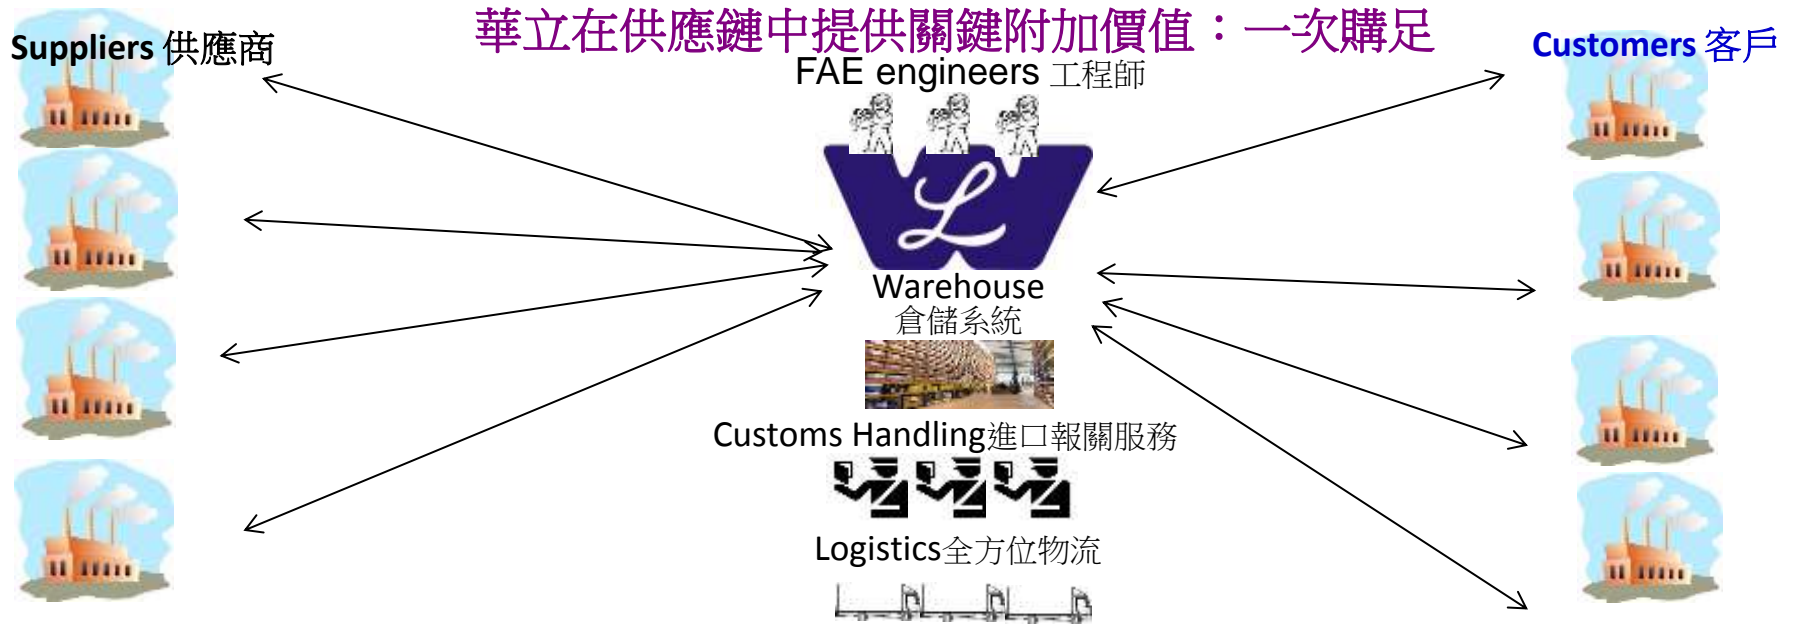 華立在供應鏈中提供關鍵附加價值：一次購足
Suppliers 供應商
Customers 客戶
FAE engineers 工程師
L
Warehouse
倉儲系統
Customs Handling進口報關服務
Logistics全方位物流